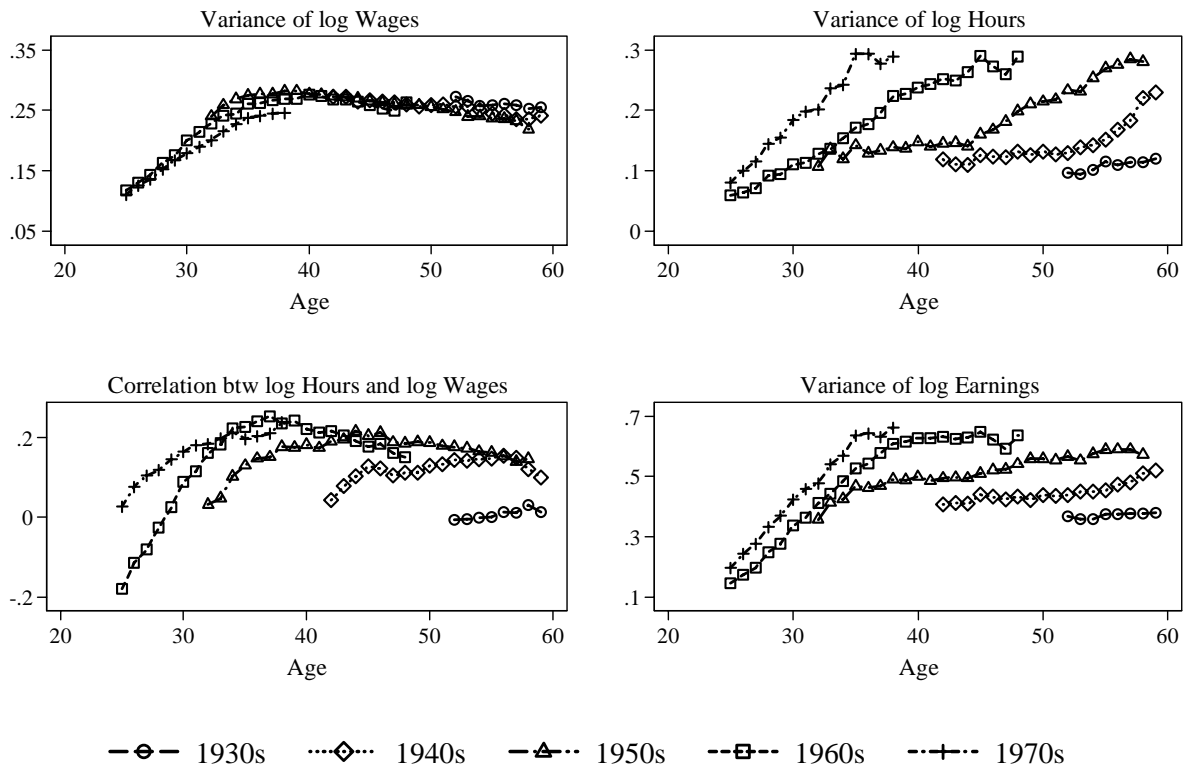 Variance of log Wages
.35
.25
.15
.05
20 30 40 50 60
Age
Variance of log Hours
.3
.2
.1
0
20 30 40 50 60
Age
Correlation btw log Hours and log Wages
.2
0
-.2
20 30 40 50 60
Age
Variance of log Earnings
.7
.5
.3
.1
20 30 40 50 60
Age
1930s 1940s 1950s 1960s 1970s